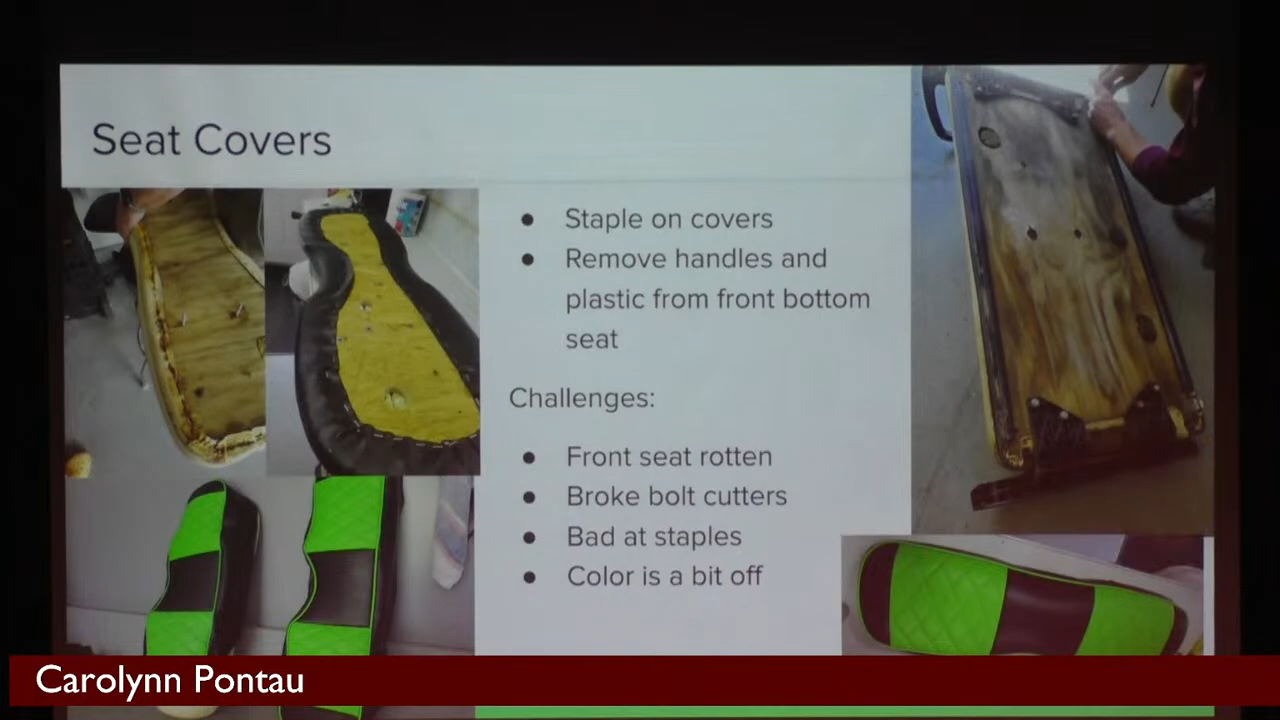 Seat Covers
● Staple on covers
● Remove handles and
plastic from front bottom
seat
Challenges:
● Front seat rotten
● Broke bolt cutters
● Bad at staples
● Color is a bit off
Carolynn Pontau